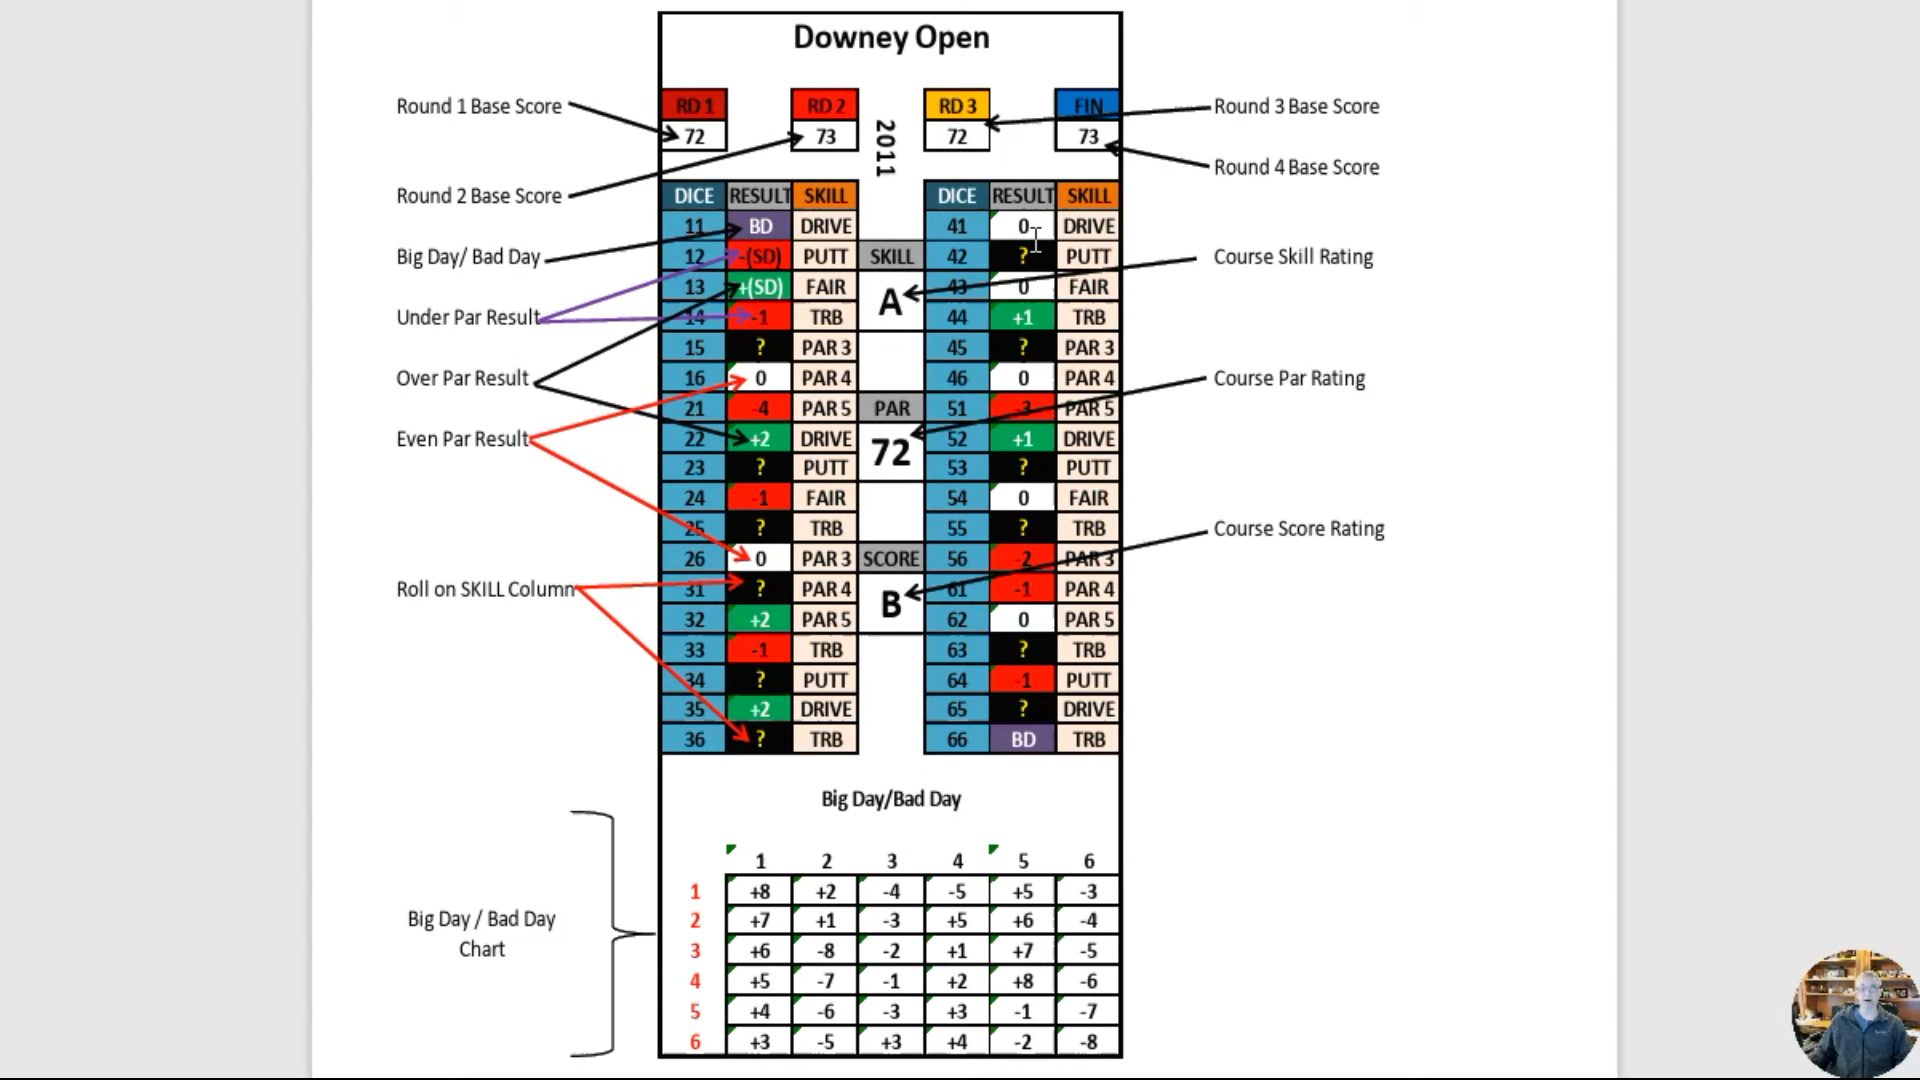 Downey Open
Round 1 Base Score
RD 1
RD 2
RD 3
FIN
Round 3 Base Score
72
73
2011
72
73
Round 4 Base Score
Round 2 Base Score
DICE RESULT SKILL
DICE RESULT SKILL
11 BD DRIVE
41 0 DRIVE
Big Day/ Bad Day
12 -(SD) PUTT
SKILL
42 ? PUTT
Course Skill Rating
13 +(SD) FAIR
A
43 0 FAIR
Under Par Result
14 -1 TRB
44 +1 TRB
15 ? PAR 3
45 ? PAR 3
Over Par Result
16 0 PAR 4
46 0 PAR 4
Course Par Rating
21 -4 PAR 5
PAR
51 -3 PAR 5
Even Par Result
22 +2 DRIVE
72
52 +1 DRIVE
23 ? PUTT
53 ? PUTT
24 -1 FAIR
54 0 FAIR
25 ? TRB
55 ? TRB
Course Score Rating
26 0 PAR 3
SCORE
56 -2 PAR 3
Roll on SKILL Column
31 ? PAR 4
B
61 -1 PAR 4
32 +2 PAR 5
62 0 PAR 5
33 -1 TRB
63 ? TRB
34 ? PUTT
64 -1 PUTT
35 +2 DRIVE
65 ? DRIVE
36 ? TRB
66 BD TRB
Big Day/Bad Day
1 2 3 4 5 6
1 +8 +2 -4 -5 +5 -3
2 +7 +1 -3 +5 +6 -4
Big Day / Bad Day
Chart
3 +6 -8 -2 +1 +7 -5
4 +5 -7 -1 +2 +8 -6
5 +4 -6 -3 +3 -1 -7
6 +3 -5 +3 +4 -2 -8